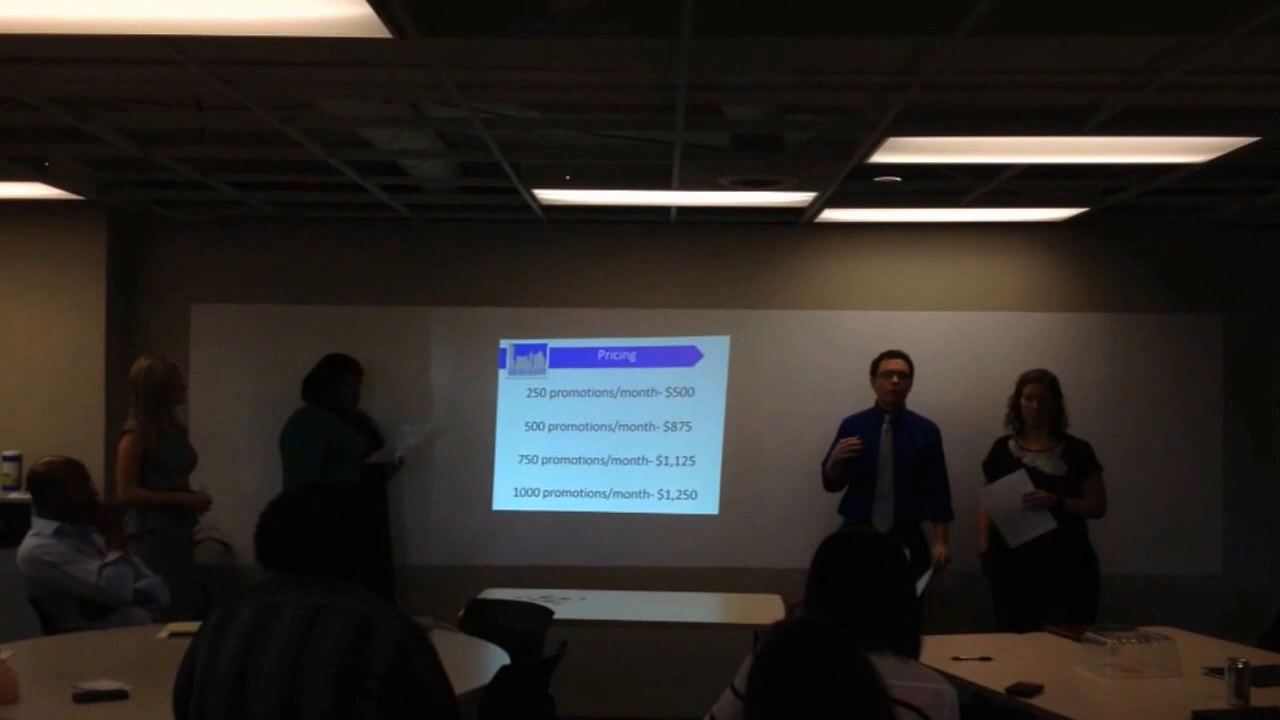 Pricing
250 promotions/month- $500
500 promotions/month- $875
750 promotions/month- $1,125
1000 promotions/month- $1,250